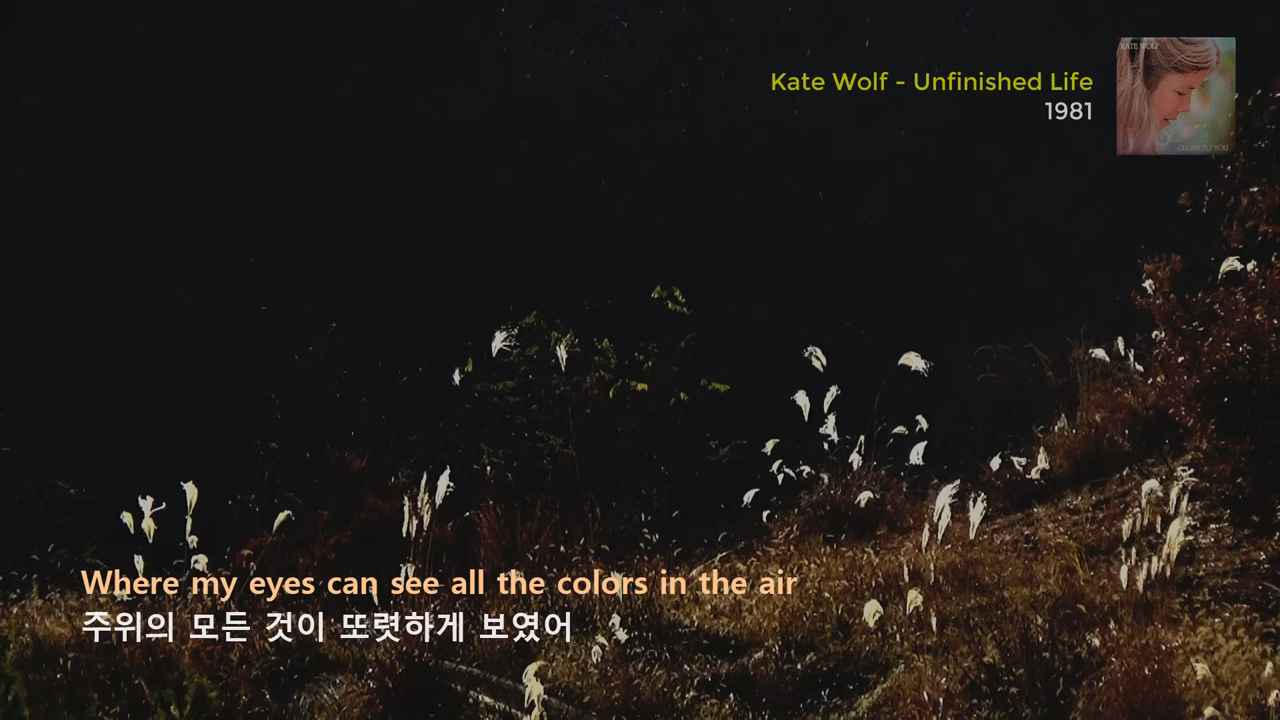 Kate Wolf - Unfinished Life
1981
KATE WOLF
CLOSE TO YOU
Where my eyes can see all the colors in the air
주위의 모든 것이 또렷하게 보였어